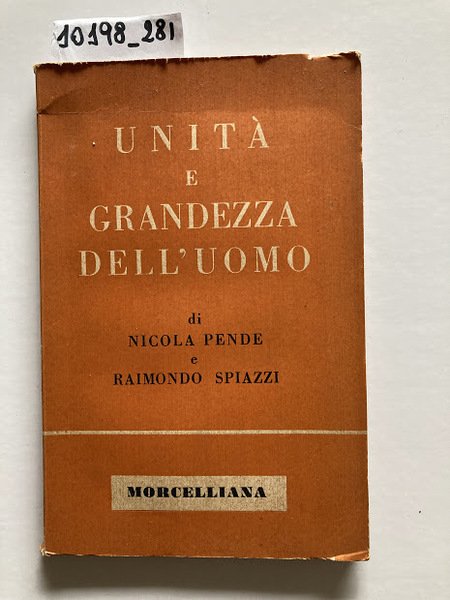 10198_281
UNITÀ
E
GRANDEZZA
DELL'UOMO
di
NICOLA PENDE
e
RAIMONDO SPIAZZI
MORCELLIANA